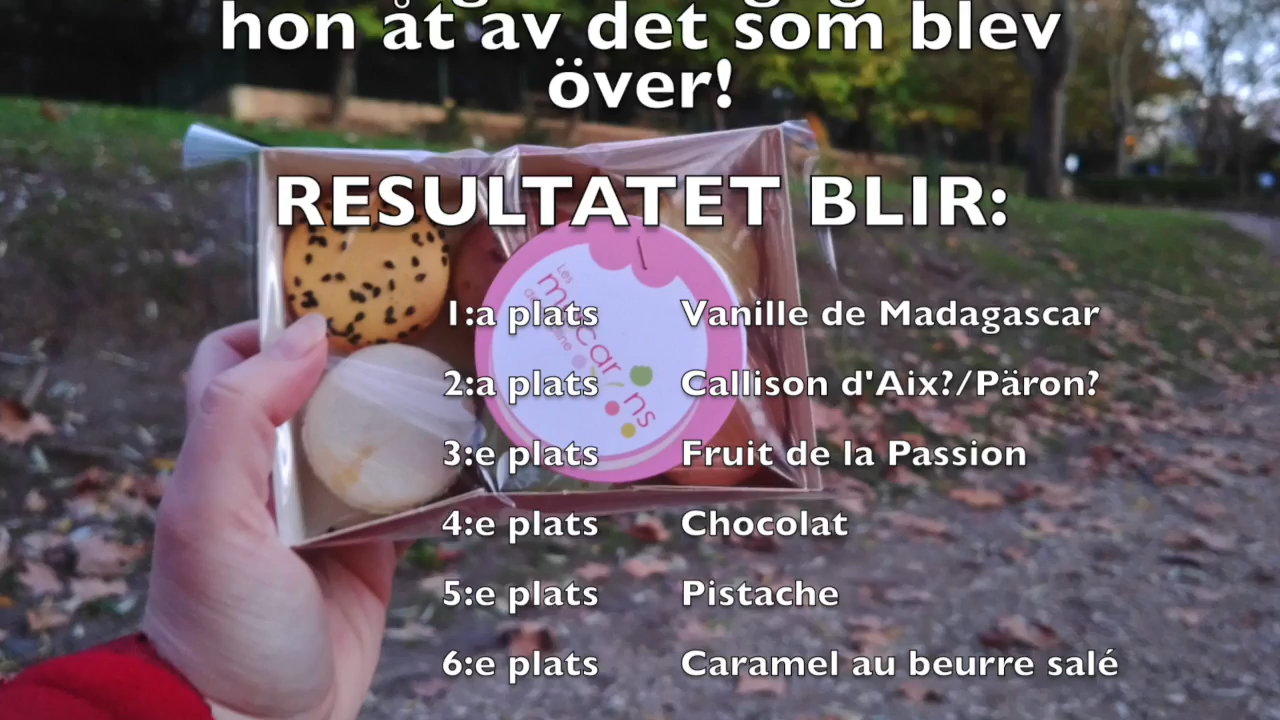 hon åt av det som blev
över!
RESULTATET BLIR:
1:a plats Vanille de Madagascar
2:a plats Callison d'Aix?/Päron?
3:e plats Fruit de la Passion
4:e plats Chocolat
5:e plats Pistache
6:e plats Caramel au beurre salé
Les